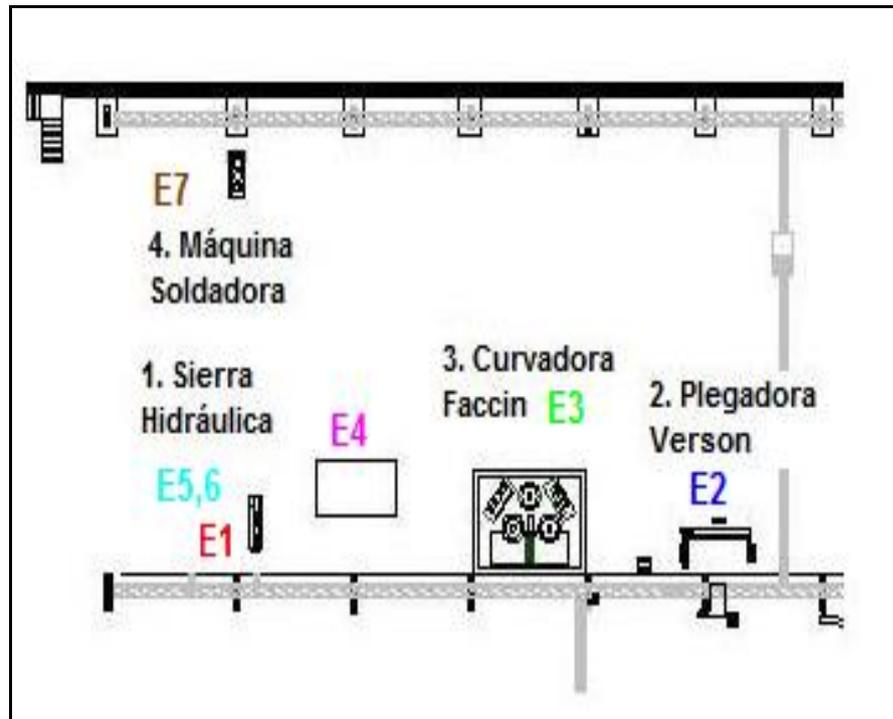 E7
4. Máquina
Soldadora
1. Sierra
Hidráulica
E5,6
E1
E4
3. Curvadora
Faccin E3
2. Plegadora
Verson
E2